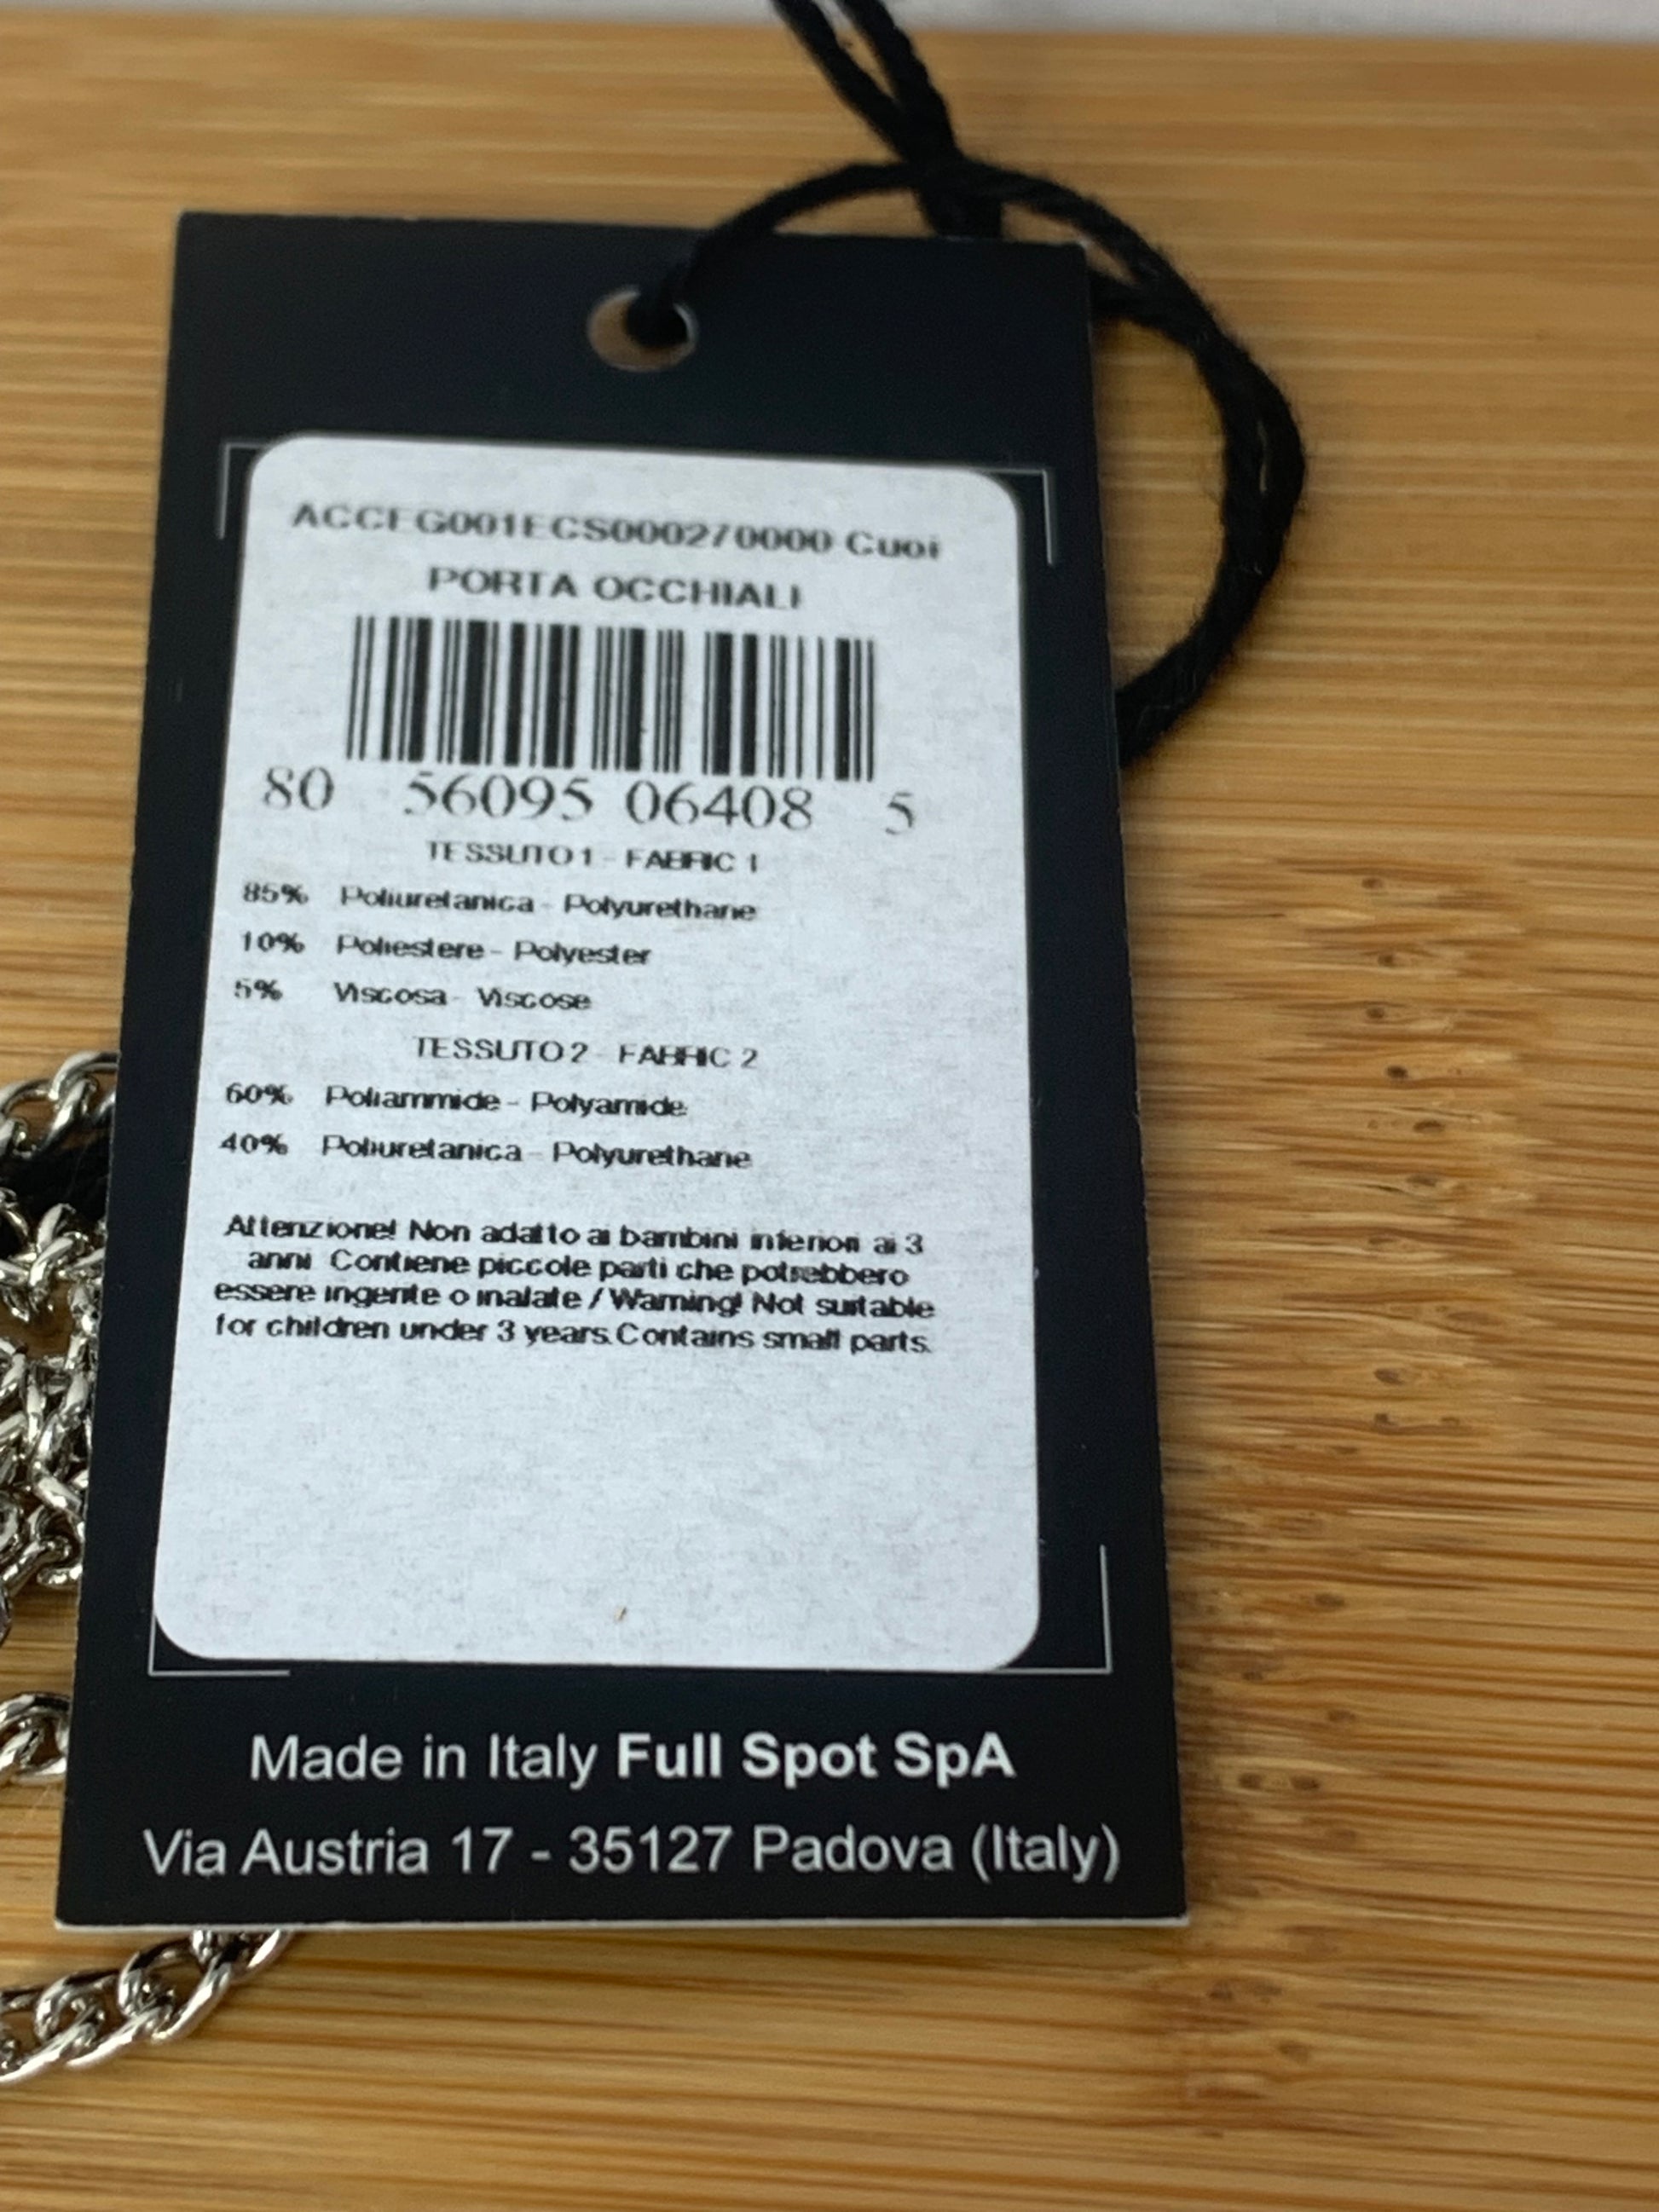 ACCEG001ECS000270000 Cuoi
PORTA OCCHIALI
80 56095 06408 5
TESSUTO 1 - FABRIC 1
85% Poliuretanica - Polyurethane
10% Poliestere - Polyester
5% Viscosa - Viscose
TESSUTO 2 - FABRIC 2
60% Poliammide - Polyamide
40% Poliuretanica - Polyurethane
Attenzione! Non adatto ai bambini inferiori ai 3
anni Contiene piccole parti che potrebbero
essere ingerite o inalate / Warning! Not suitable
for children under 3 years.Contains small parts.
Made in Italy Full Spot SpA
Via Austria 17 - 35127 Padova (Italy)